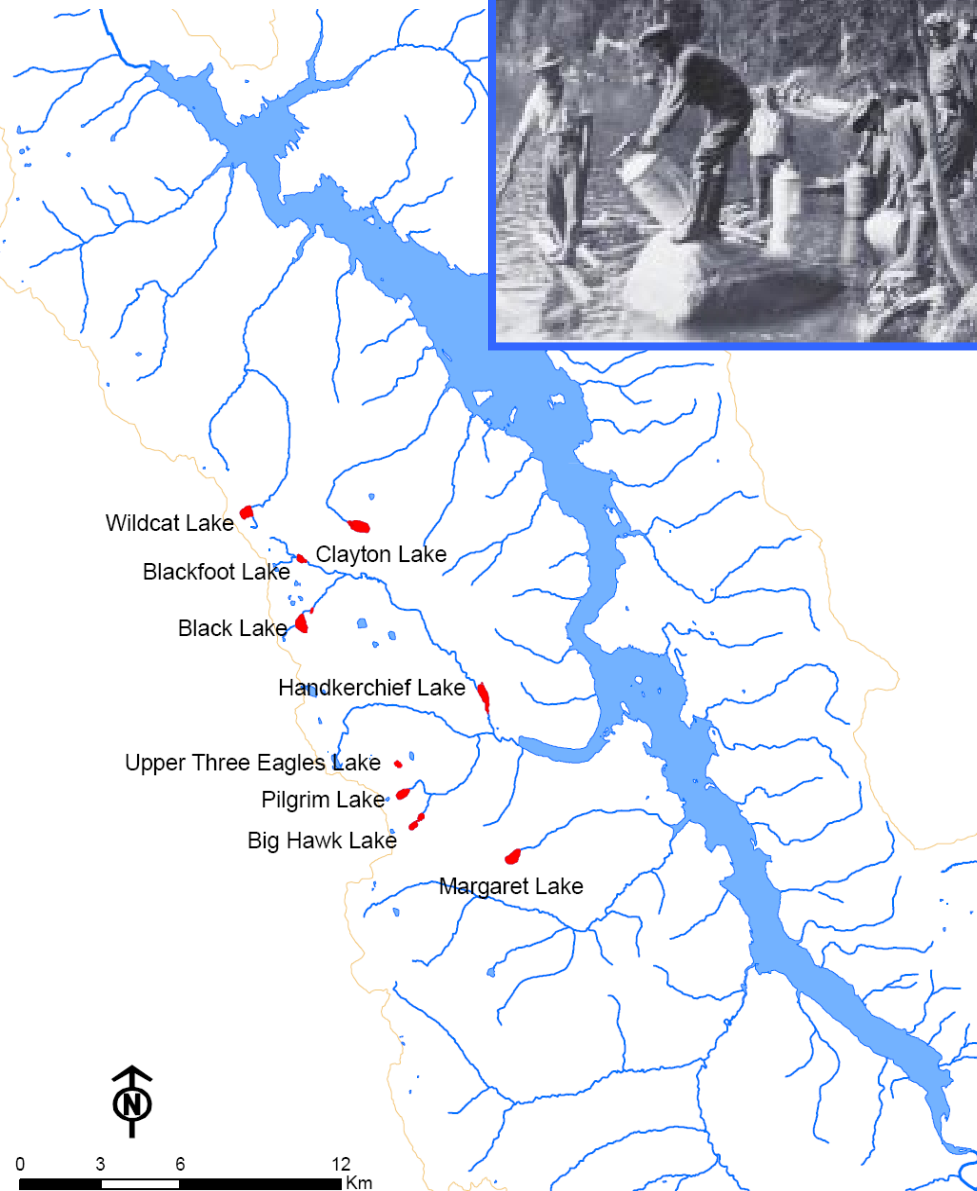 Wildcat Lake
Clayton Lake
Blackfoot Lake
Black Lake
Handkerchief Lake
Upper Three Eagles Lake
Pilgrim Lake
Big Hawk Lake
Margaret Lake
N
0 3 6 12
Km